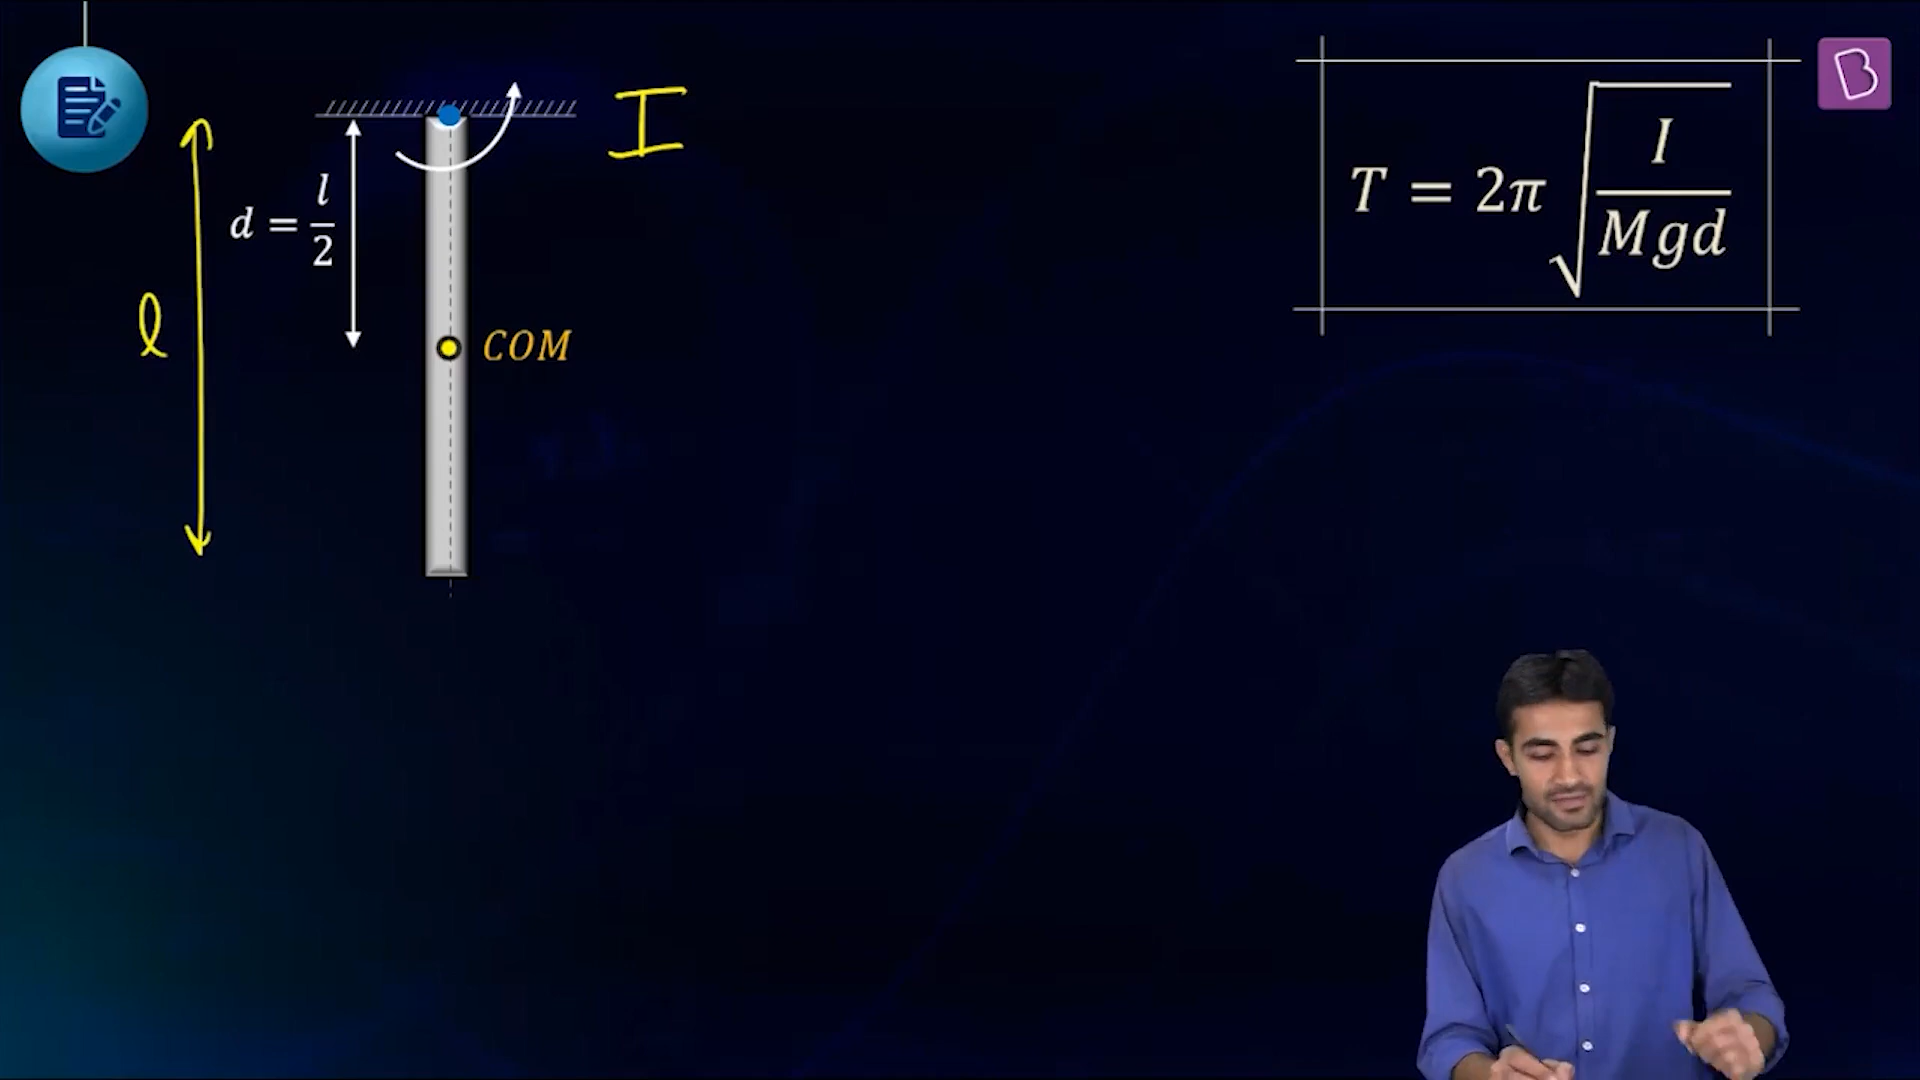 I
d = l/2
l
COM
T = 2π √(I/Mgd)
B